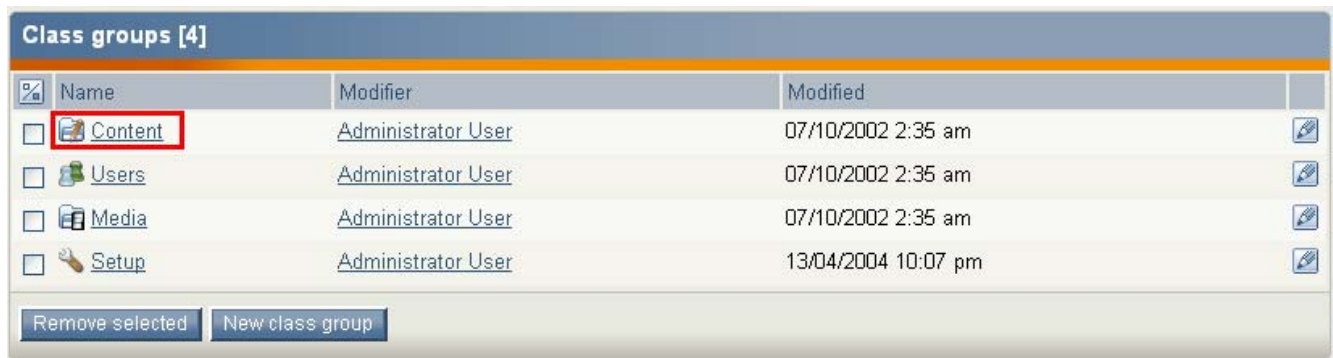 Class groups [4]
Name Modifier Modified
Content Administrator User 07/10/2002 2:35 am
Users Administrator User 07/10/2002 2:35 am
Media Administrator User 07/10/2002 2:35 am
Setup Administrator User 13/04/2004 10:07 pm
Remove selected New class group